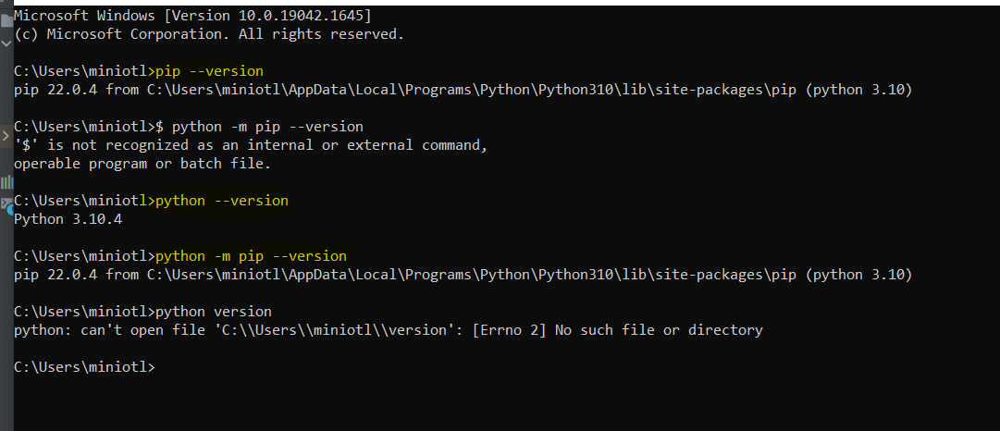 Microsoft Windows [Version 10.0.19042.1645]
(c) Microsoft Corporation. All rights reserved.
C:\Users\miniotl>pip --version
pip 22.0.4 from C:\Users\miniotl\AppData\Local\Programs\Python\Python310\lib\site-packages\pip (python 3.10)
C:\Users\miniotl>$ python -m pip --version
'$' is not recognized as an internal or external command,
operable program or batch file.
C:\Users\miniotl>python --version
Python 3.10.4
C:\Users\miniotl>python -m pip --version
pip 22.0.4 from C:\Users\miniotl\AppData\Local\Programs\Python\Python310\lib\site-packages\pip (python 3.10)
C:\Users\miniotl>python version
python: can't open file 'C:\\Users\\miniotl\\version': [Errno 2] No such file or directory
C:\Users\miniotl>